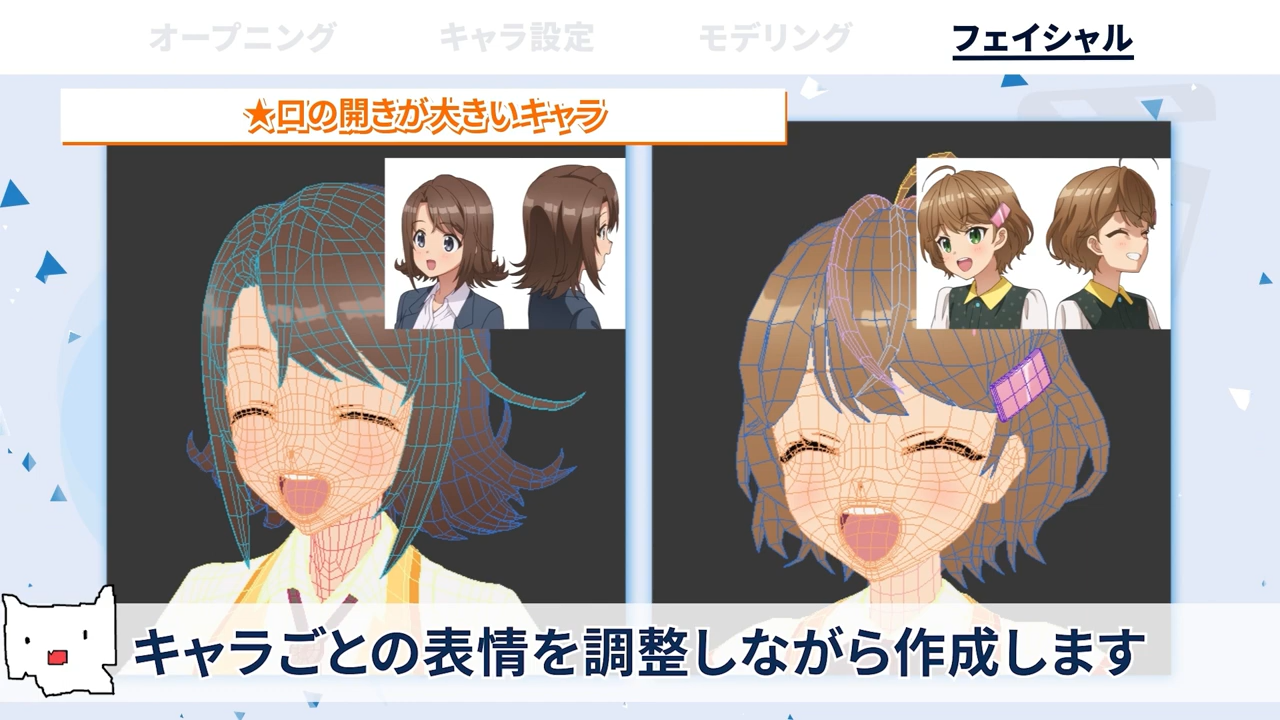 オープニング
キャラ設定
モデリング
フェイシャル
★口の開きが大きいキャラ
キャラごとの表情を調整しながら作成します